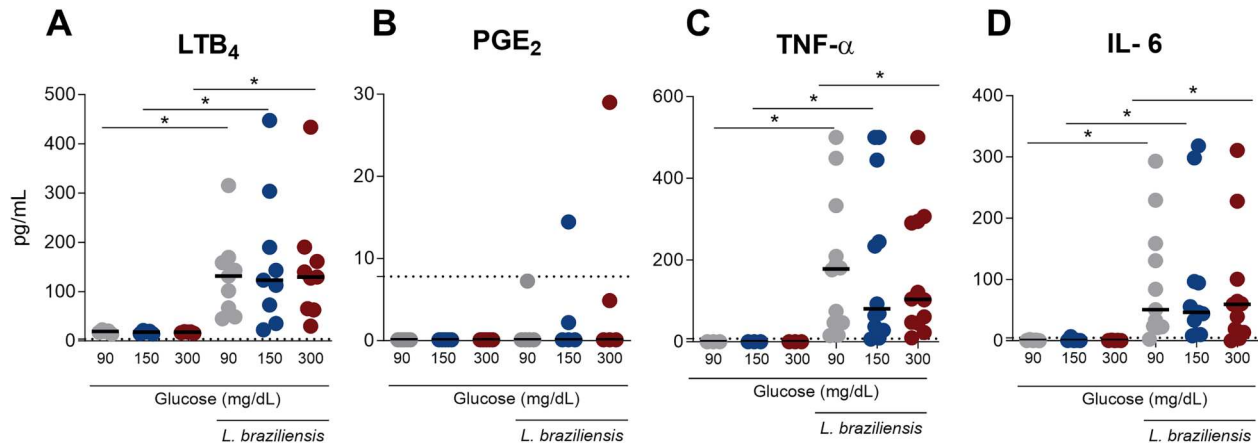 A
LTB4
pg/mL
500
400
300
200
100
0
* * *
90 150 300 90 150 300
Glucose (mg/dL)
L. braziliensis
B
PGE2
30
20
10
0
90 150 300 90 150 300
Glucose (mg/dL)
L. braziliensis
C
TNF-α
600
400
200
0
* * *
90 150 300 90 150 300
Glucose (mg/dL)
L. braziliensis
D
IL- 6
400
300
200
100
0
* * *
90 150 300 90 150 300
Glucose (mg/dL)
L. braziliensis